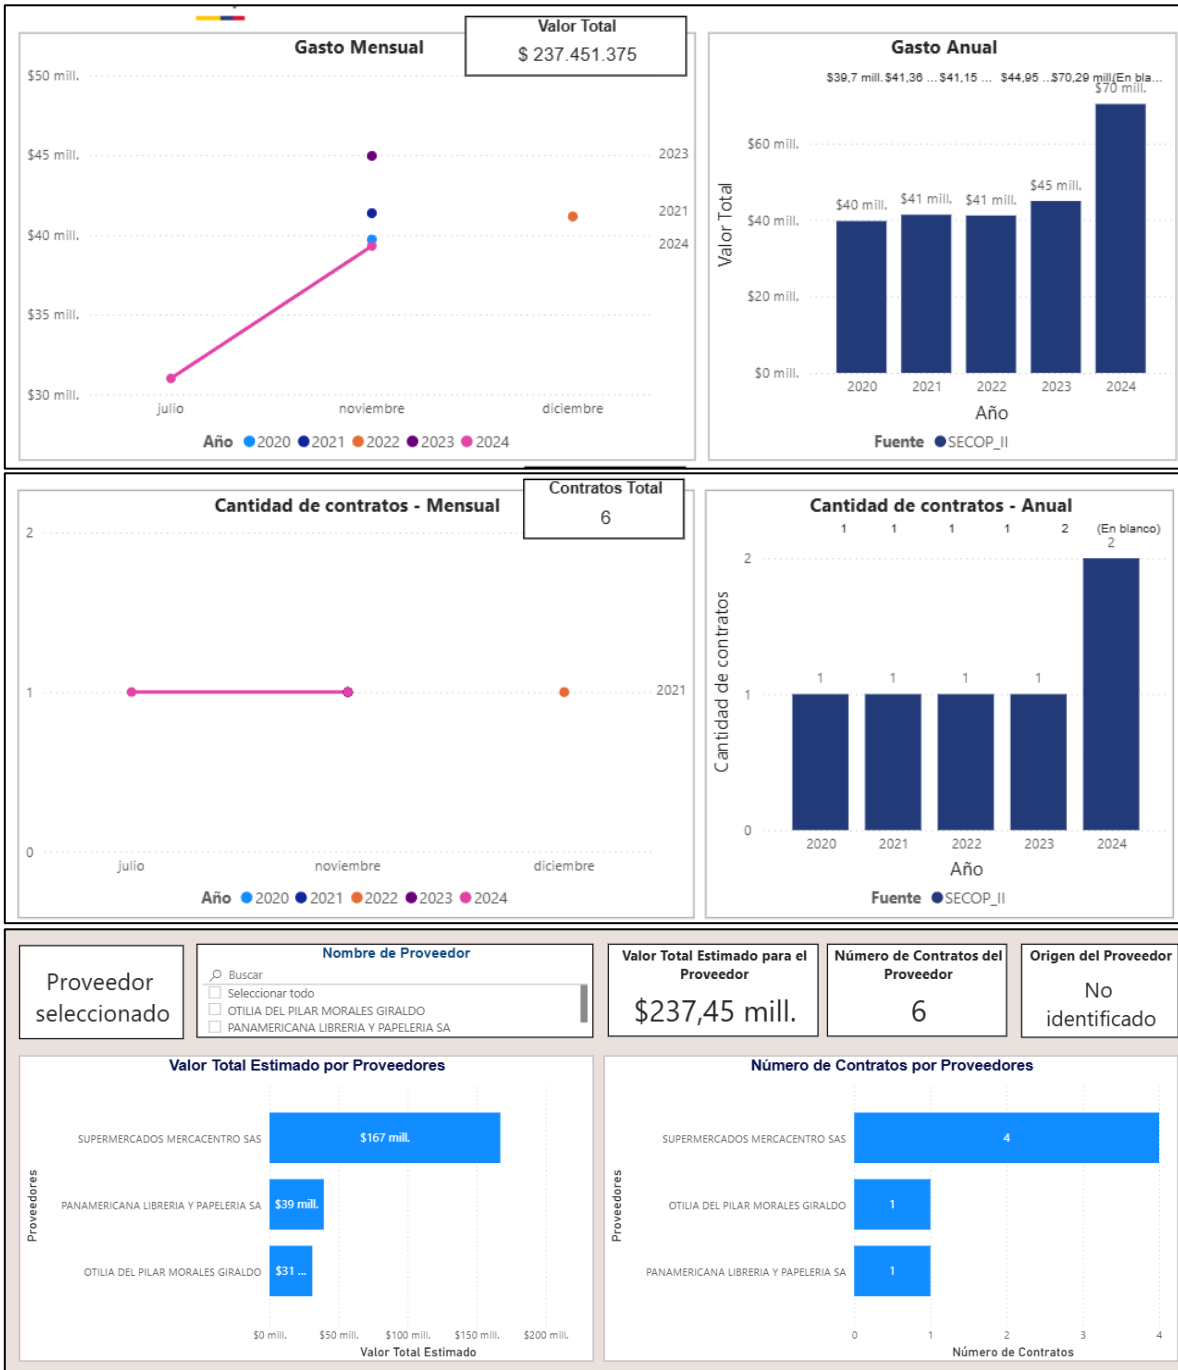 Valor Total
$ 237.451.375
Gasto Mensual
$50 mill.
$45 mill.
$40 mill.
$35 mill.
$30 mill.
2023
2021
2024
julio
noviembre
diciembre
Año 2020 2021 2022 2023 2024
Gasto Anual
$39,7 mill. $41,36 ... $41,15 ... $44,95 ... $70,29 mill. (En bla...
$70 mill.
$60 mill.
$45 mill.
$41 mill.
$41 mill.
$40 mill.
$40 mill.
$20 mill.
$0 mill.
Valor Total
2020 2021 2022 2023 2024
Año
Fuente SECOP_II
Contratos Total
6
Cantidad de contratos - Mensual
2
1
0
2021
julio
noviembre
diciembre
Año 2020 2021 2022 2023 2024
Cantidad de contratos - Anual
1 1 1 1 2 (En blanco)
2
2
1
1 1 1 1
0
Cantidad de contratos
2020 2021 2022 2023 2024
Año
Fuente SECOP_II
Proveedor
seleccionado
Nombre de Proveedor
Buscar
Seleccionar todo
OTILIA DEL PILAR MORALES GIRALDO
PANAMERICANA LIBRERIA Y PAPELERIA SA
Valor Total Estimado para el
Proveedor
$237,45 mill.
Número de Contratos del
Proveedor
6
Origen del Proveedor
No
identificado
Valor Total Estimado por Proveedores
Proveedores
SUPERMERCADOS MERCACENTRO SAS
$167 mill.
PANAMERICANA LIBRERIA Y PAPELERIA SA
$39 mill.
OTILIA DEL PILAR MORALES GIRALDO
$31 ...
$0 mill. $50 mill. $100 mill. $150 mill. $200 mill.
Valor Total Estimado
Número de Contratos por Proveedores
Proveedores
SUPERMERCADOS MERCACENTRO SAS
4
OTILIA DEL PILAR MORALES GIRALDO
1
PANAMERICANA LIBRERIA Y PAPELERIA SA
1
0 1 2 3 4
Número de Contratos